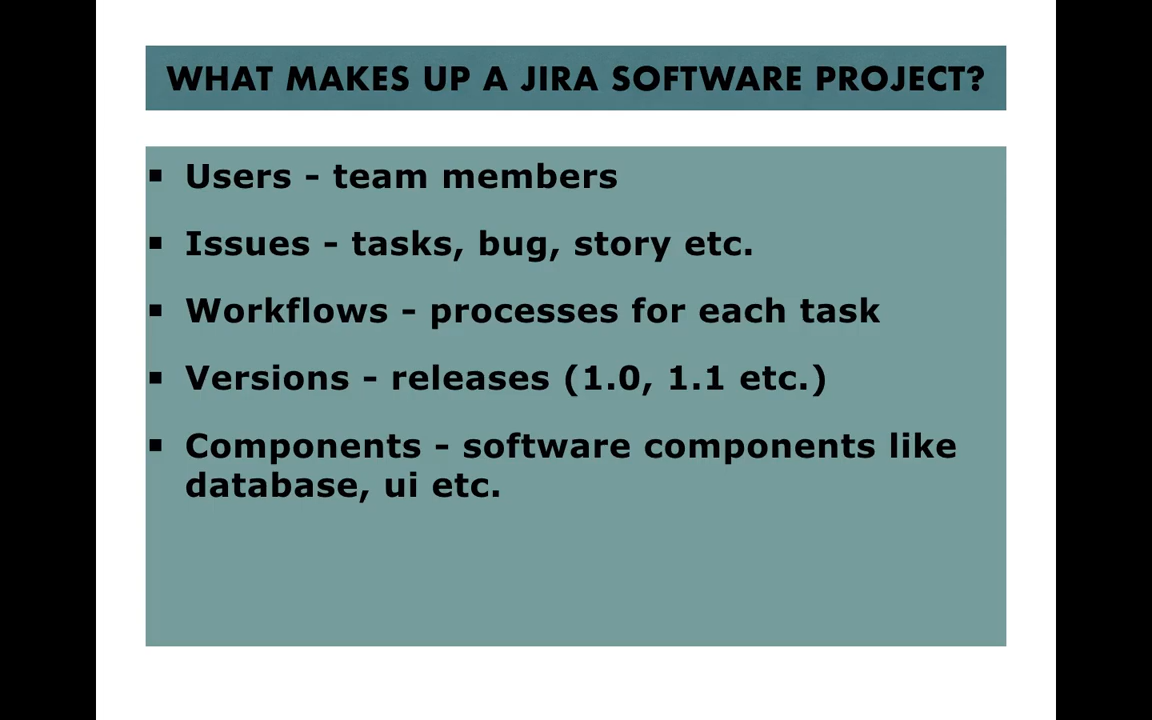 WHAT MAKES UP A JIRA SOFTWARE PROJECT?
▪ Users - team members
▪ Issues - tasks, bug, story etc.
▪ Workflows - processes for each task
▪ Versions - releases (1.0, 1.1 etc.)
▪ Components - software components like
database, ui etc.